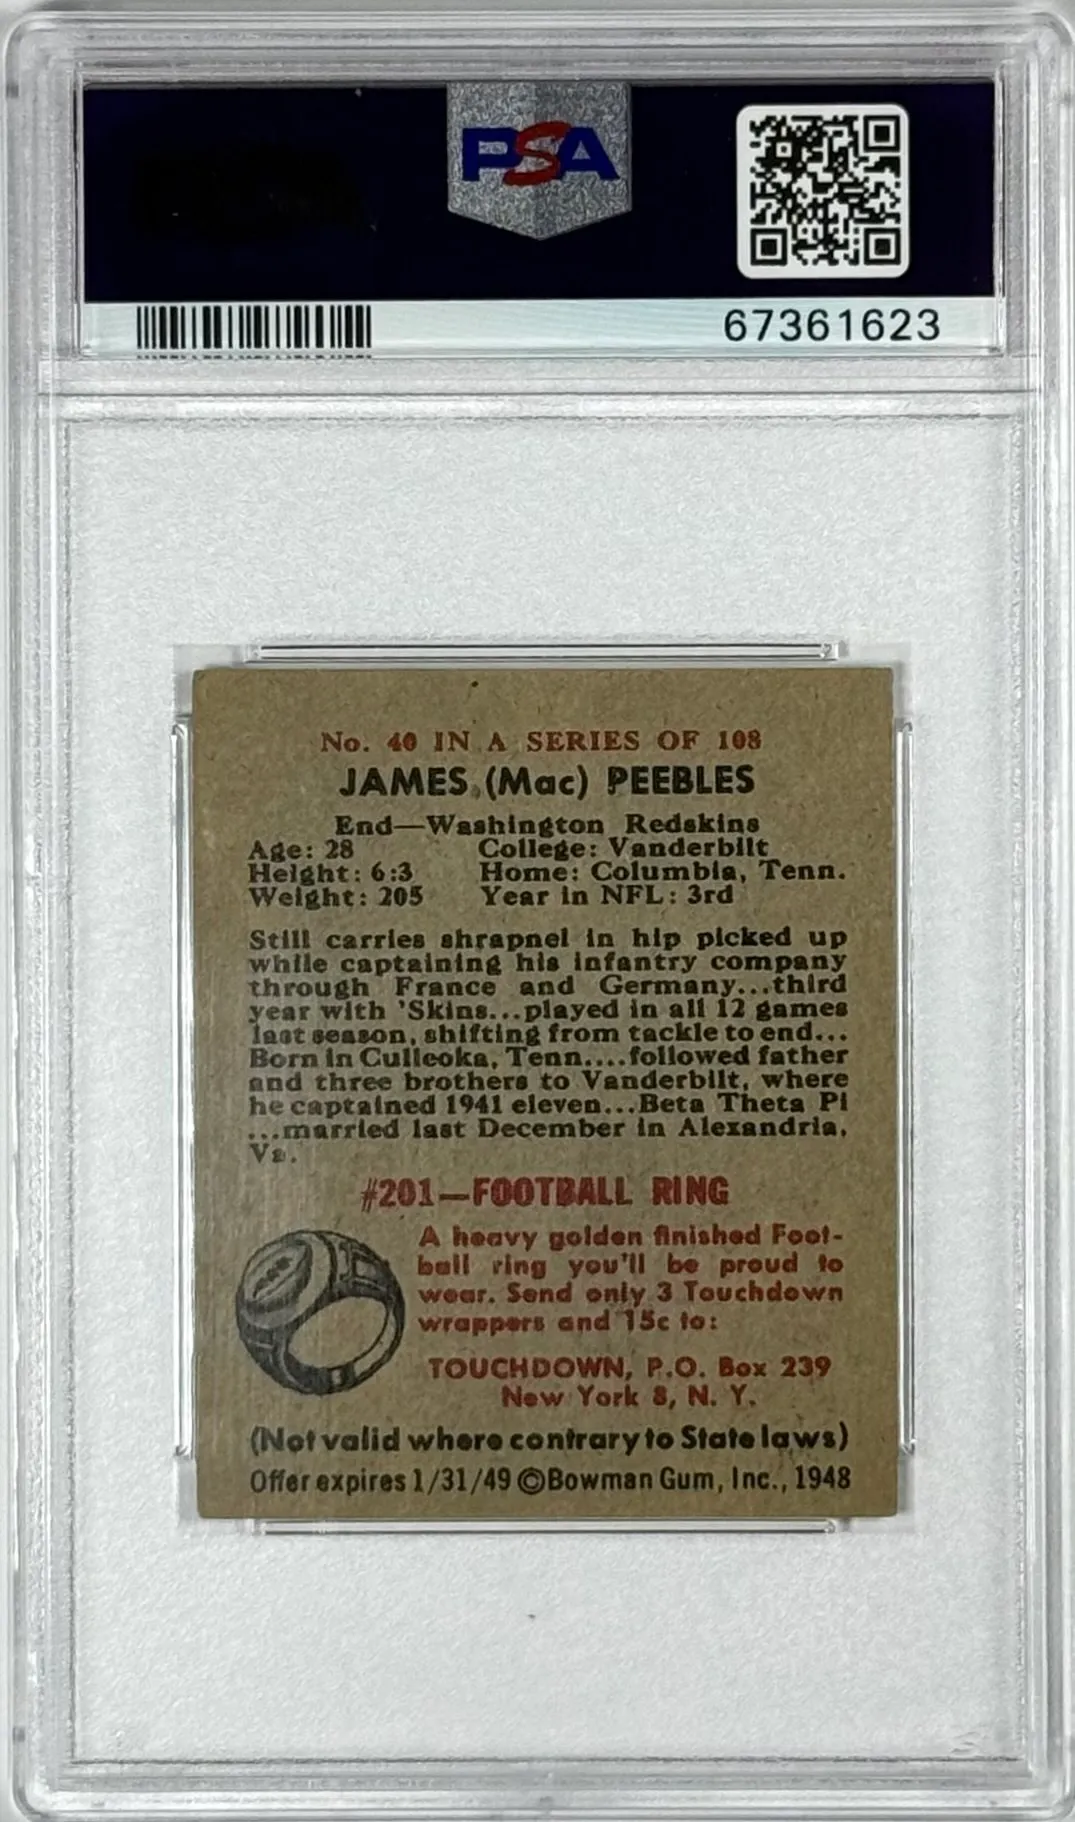 PSA
67361623
No. 40 IN A SERIES OF 108
JAMES (Mac) PEEBLES
End—Washington Redskins
Age: 28 College: Vanderbilt
Height: 6:3 Home: Columbia, Tenn.
Weight: 205 Year in NFL: 3rd
Still carries shrapnel in hip picked up
while captaining his infantry company
through France and Germany...third
year with 'Skins...played in all 12 games
last season, shifting from tackle to end...
Born in Culleoka, Tenn....followed father
and three brothers to Vanderbilt, where
he captained 1941 eleven...Beta Theta Pi
...married last December in Alexandria,
Va.
#201—FOOTBALL RING
A heavy golden finished Foot-
ball ring you'll be proud to
wear. Send only 3 Touchdown
wrappers and 15c to:
TOUCHDOWN, P.O. Box 239
New York 8, N. Y.
(Not valid where contrary to State laws)
Offer expires 1/31/49 ©Bowman Gum, Inc., 1948